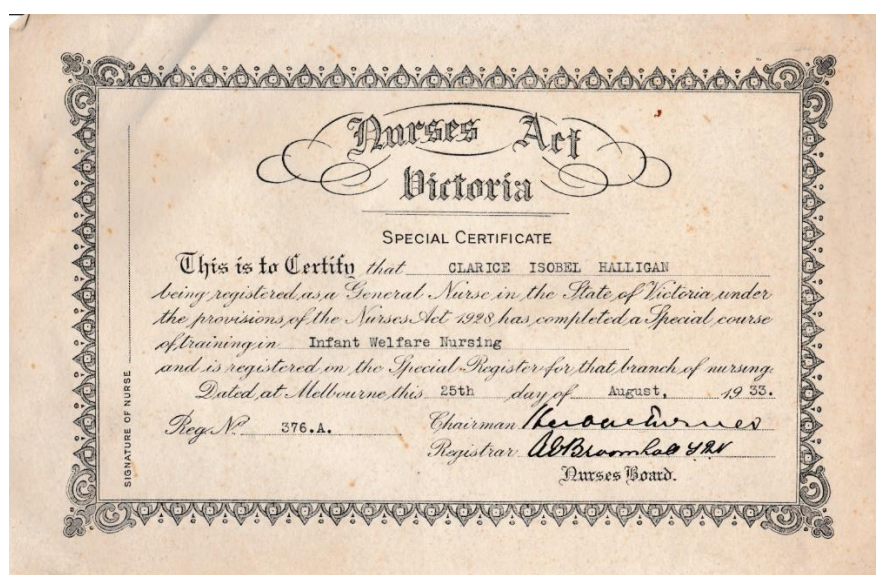 Nurses Act
Victoria
SPECIAL CERTIFICATE
This is to Certify that CLARICE ISOBEL HALLIGAN
being registered as a General Nurse in the State of Victoria under
the provisions of the Nurses Act 1928 has completed a Special course
of training in Infant Welfare Nursing
and is registered on the Special Register for that branch of nursing.
Dated at Melbourne this 25th day of August, 1933.
Reg. No. 376.A. Chairman
Registrar
Nurses Board.
SIGNATURE OF NURSE